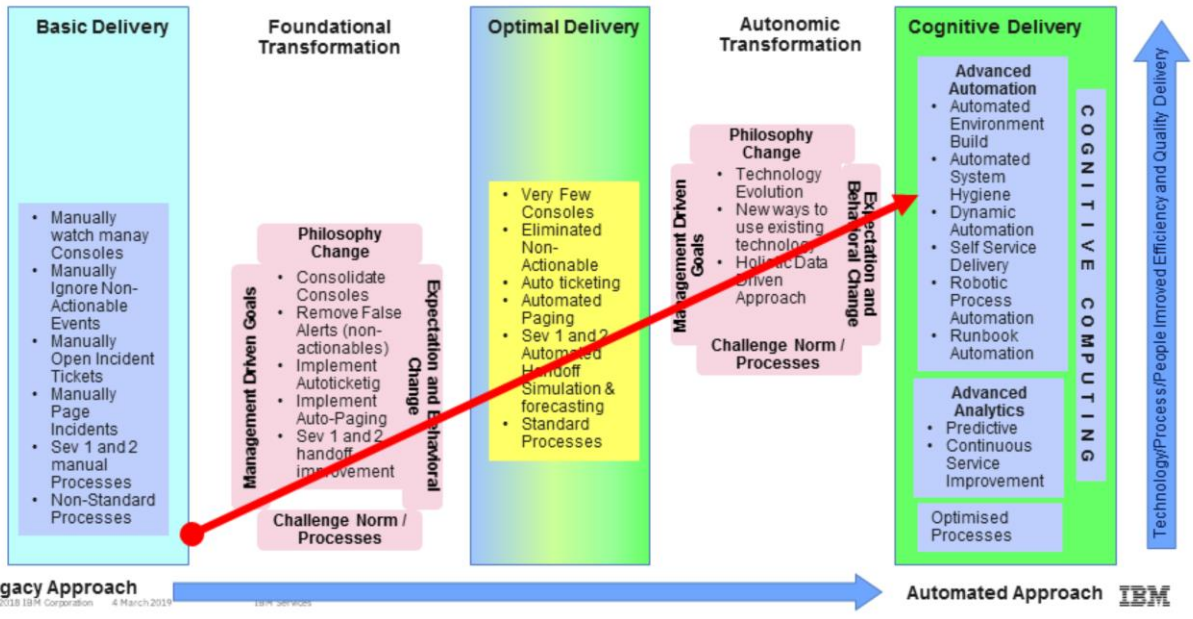 Basic Delivery
• Manually
watch manay
Consoles
• Manually
Ignore Non-
Actionable
Events
• Manually
Open Incident
Tickets
• Manually
Page
Incidents
• Sev 1 and 2
manual
Processes
• Non-Standard
Processes
Foundational
Transformation
Philosophy
Change
Management Driven Goals
• Consolidate
Consoles
• Remove False
Alerts (non-
actionables)
• Implement
Autoticketig
• Implement
Auto-Paging
• Sev 1 and 2
handoff
improvement
Expectation and Behavioral
Change
Challenge Norm /
Processes
Optimal Delivery
• Very Few
Consoles
• Eliminated
Non-
Actionable
• Auto ticketing
• Automated
Paging
• Sev 1 and 2
Automated
Handoff
Simulation &
forecasting
• Standard
Processes
Autonomic
Transformation
Philosophy
Change
Management Driven
Goals
• Technology
Evolution
• New ways to
use existing
technology
• Holistic Data
Driven
Approach
Expectation and
Behavioral Change
Challenge Norm /
Processes
Cognitive Delivery
Advanced
Automation
• Automated
Environment
Build
• Automated
System
Hygiene
• Dynamic
Automation
• Self Service
Delivery
• Robotic
Process
Automation
• Runbook
Automation
Advanced
Analytics
• Predictive
• Continuous
Service
Improvement
Optimised
Processes
COGNITIVE COMPUTING
Technology/Process/People Imroved Efficiency and Quality Delivery
gacy Approach
2018 IBM Corporation 4 March 2019 IBM Services
Automated Approach
IBM